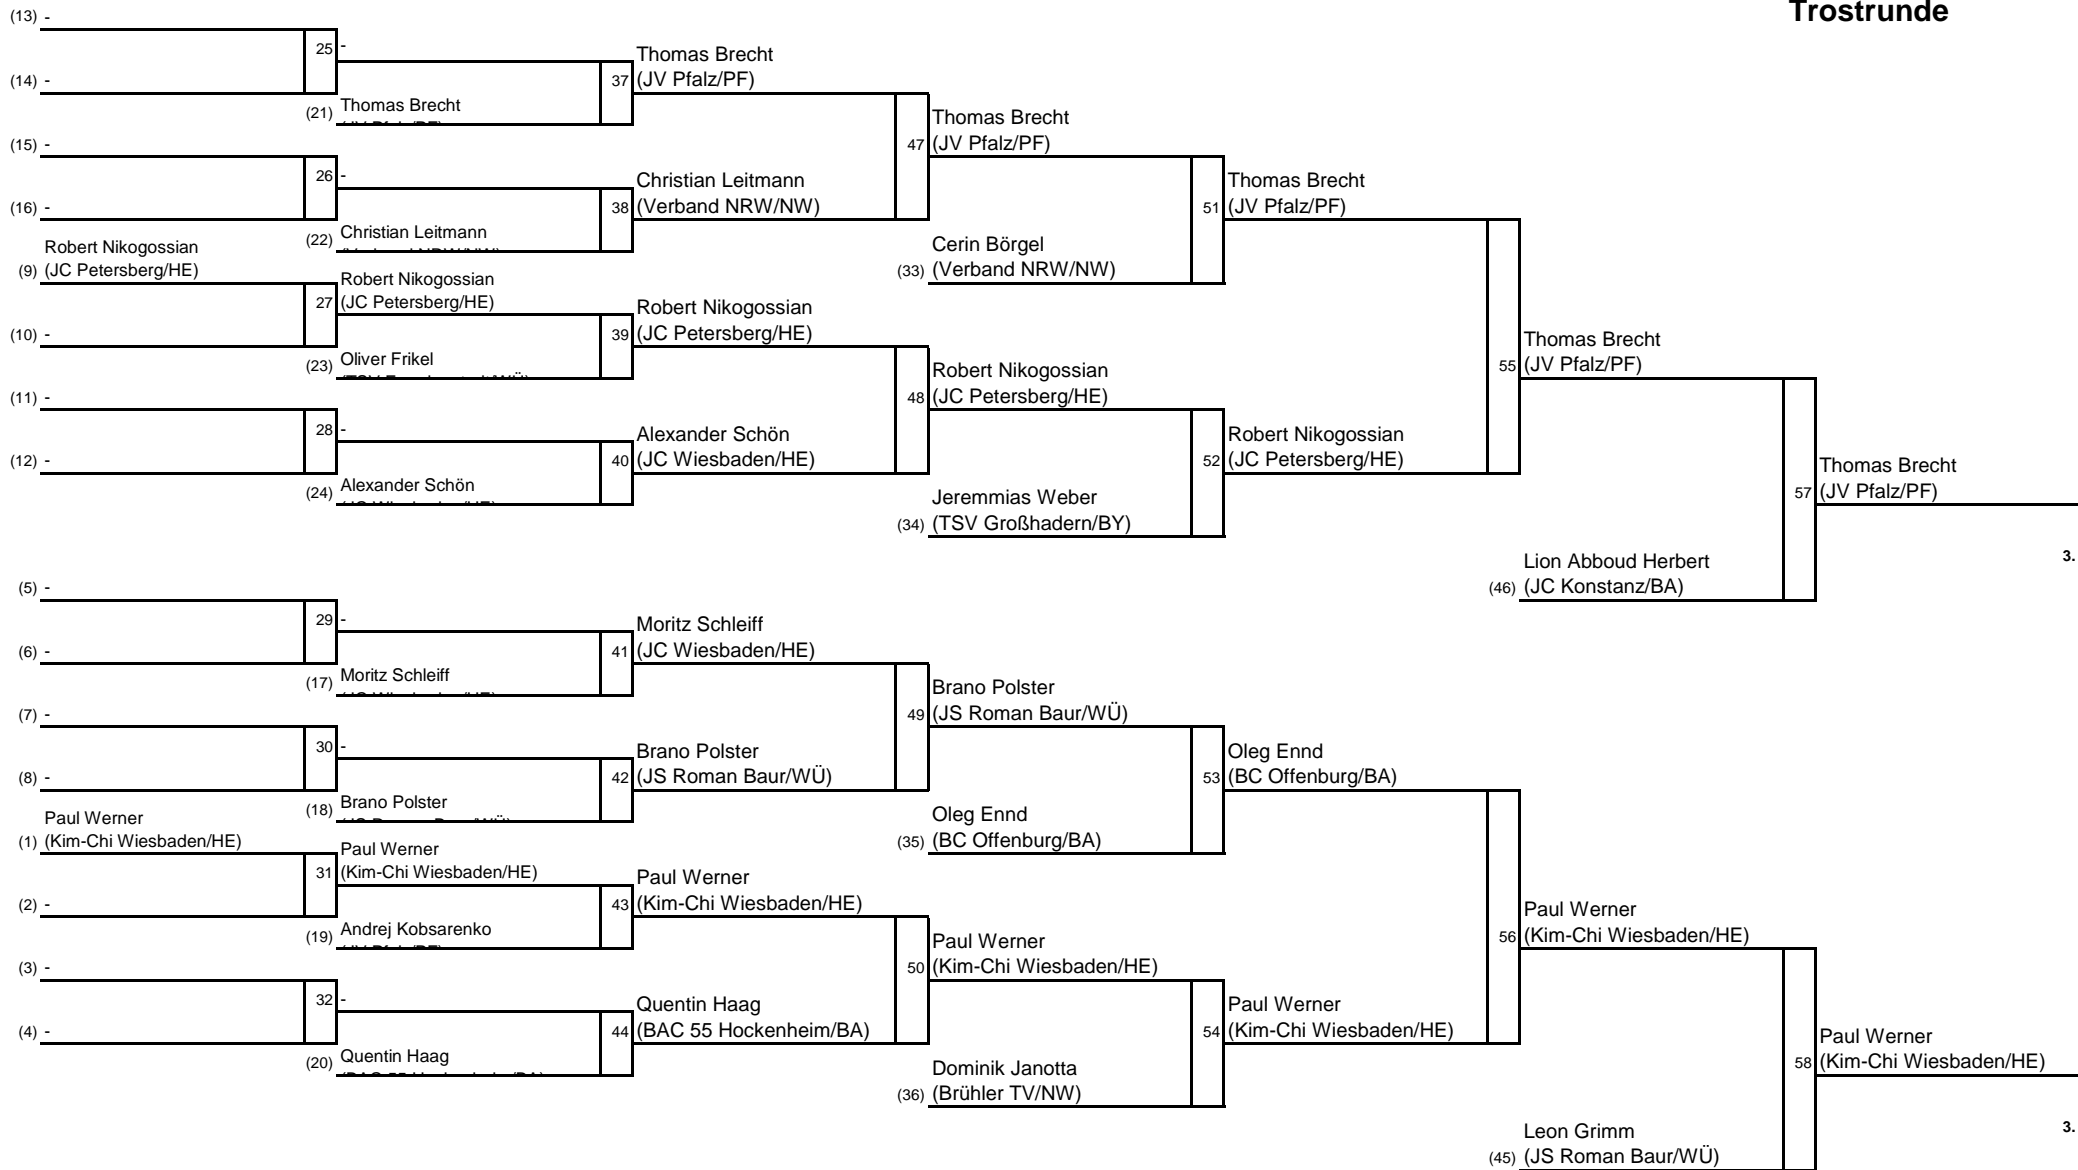 Trostrunde
(13) -
25 -
(14) -
(21) Thomas Brecht
37 Thomas Brecht
(JV Pfalz/PF)
(15) -
26 -
(16) -
(22) Christian Leitmann
38 Christian Leitmann
(Verband NRW/NW)
47 Thomas Brecht
(JV Pfalz/PF)
(33) Cerin Börgel
(Verband NRW/NW)
51 Thomas Brecht
(JV Pfalz/PF)
Robert Nikogossian
(9) (JC Petersberg/HE)
27 Robert Nikogossian
(JC Petersberg/HE)
(10) -
(23) Oliver Frikel
39 Robert Nikogossian
(JC Petersberg/HE)
(11) -
28 -
(12) -
(24) Alexander Schön
40 Alexander Schön
(JC Wiesbaden/HE)
48 Robert Nikogossian
(JC Petersberg/HE)
(34) Jeremmias Weber
(TSV Großhadern/BY)
52 Robert Nikogossian
(JC Petersberg/HE)
55 Thomas Brecht
(JV Pfalz/PF)
(46) Lion Abboud Herbert
(JC Konstanz/BA)
57 Thomas Brecht
(JV Pfalz/PF)
3.
(5) -
29 -
(6) -
(17) Moritz Schleiff
41 Moritz Schleiff
(JC Wiesbaden/HE)
(7) -
30 -
(8) -
(18) Brano Polster
42 Brano Polster
(JS Roman Baur/WÜ)
49 Brano Polster
(JS Roman Baur/WÜ)
(35) Oleg Ennd
(BC Offenburg/BA)
53 Oleg Ennd
(BC Offenburg/BA)
Paul Werner
(1) (Kim-Chi Wiesbaden/HE)
31 Paul Werner
(Kim-Chi Wiesbaden/HE)
(2) -
(19) Andrej Kobsarenko
43 Paul Werner
(Kim-Chi Wiesbaden/HE)
(3) -
32 -
(4) -
(20) Quentin Haag
44 Quentin Haag
(BAC 55 Hockenheim/BA)
50 Paul Werner
(Kim-Chi Wiesbaden/HE)
(36) Dominik Janotta
(Brühler TV/NW)
54 Paul Werner
(Kim-Chi Wiesbaden/HE)
56 Paul Werner
(Kim-Chi Wiesbaden/HE)
(45) Leon Grimm
(JS Roman Baur/WÜ)
58 Paul Werner
(Kim-Chi Wiesbaden/HE)
3.